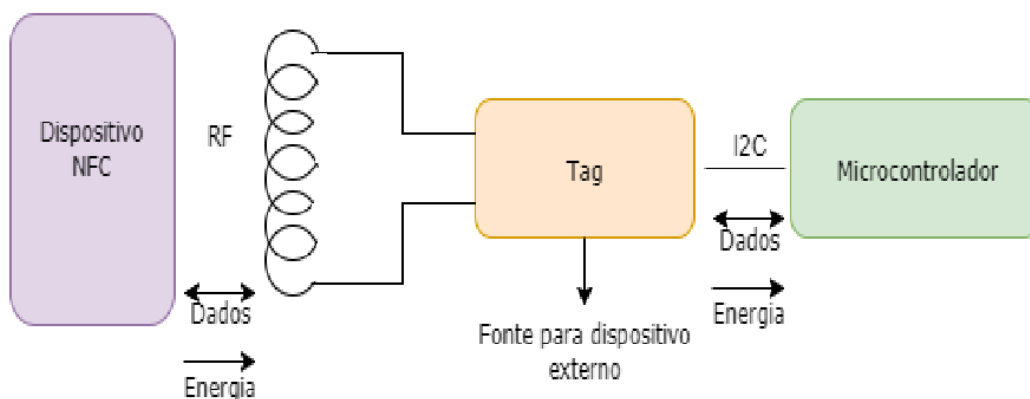 Dispositivo
NFC
RF
Dados
Energia
Tag
Fonte para dispositivo
externo
I2C
Dados
Energia
Microcontrolador